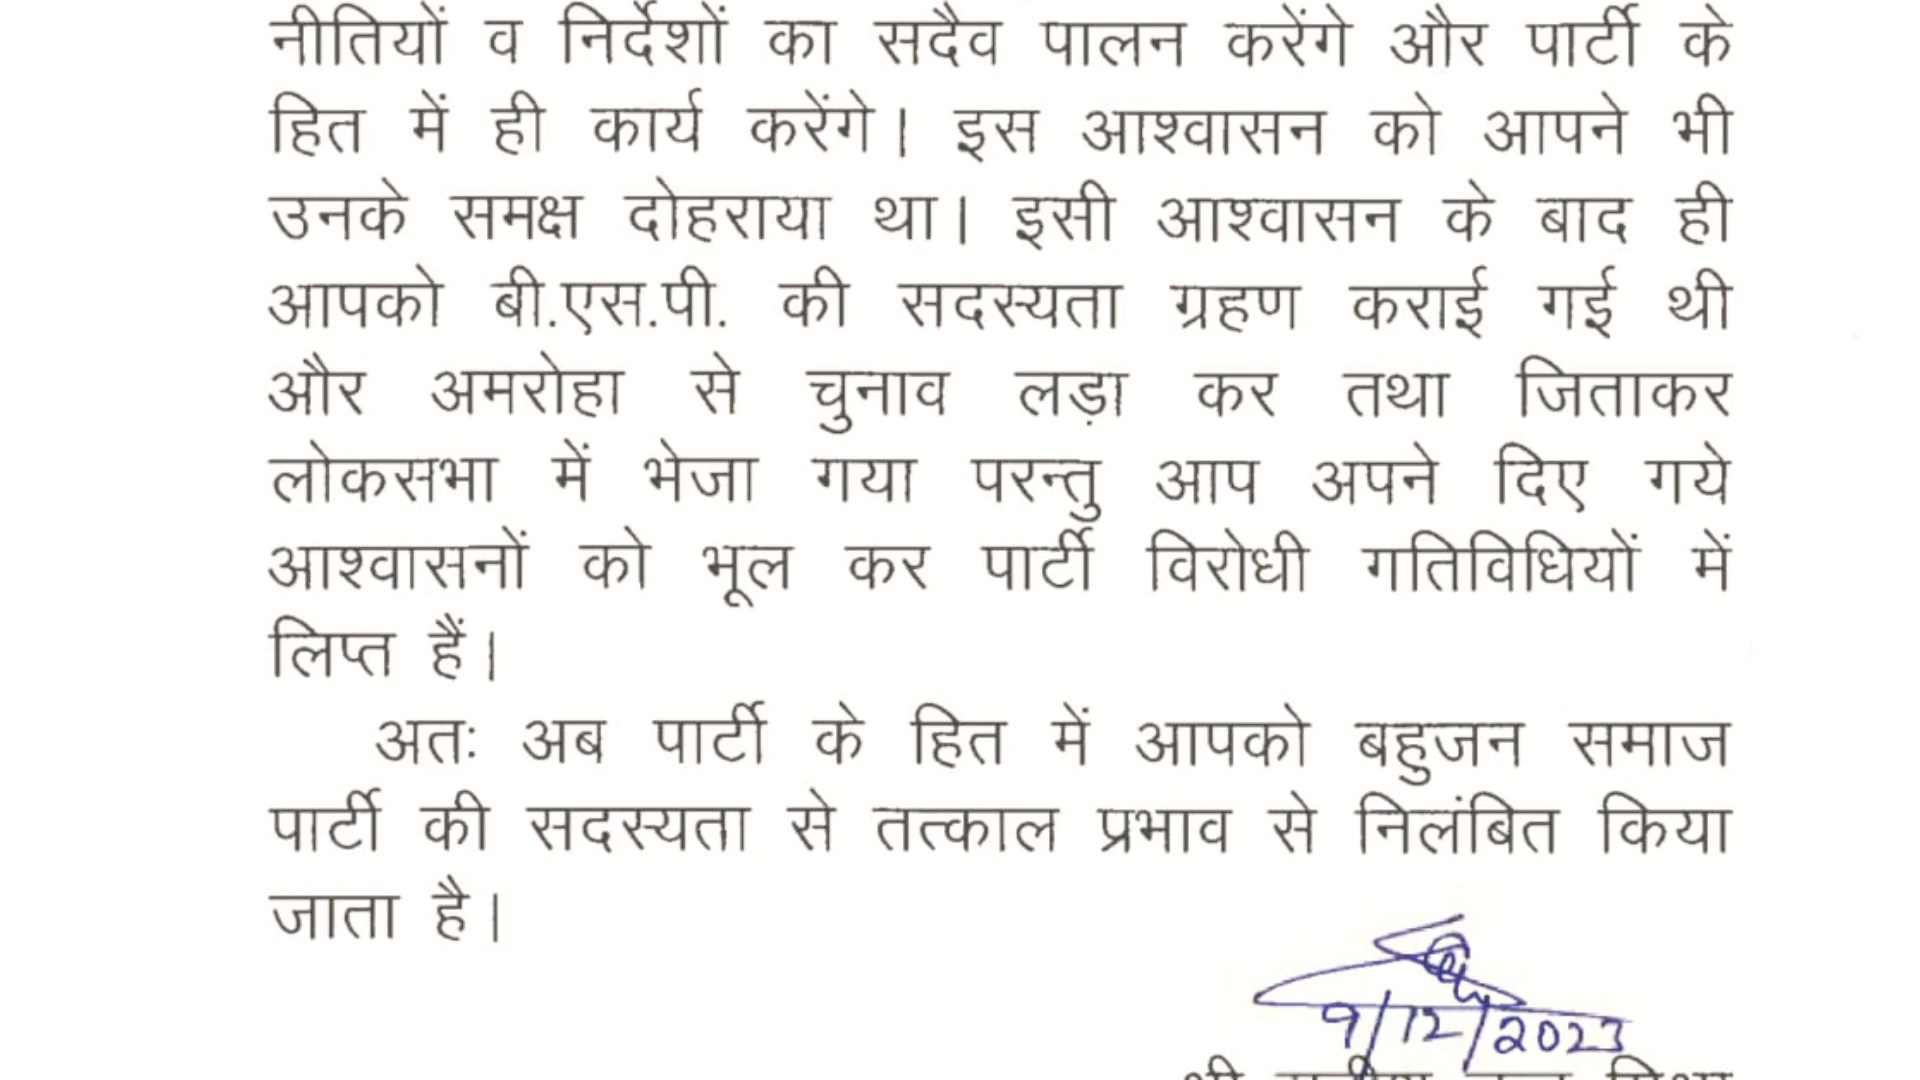 नीतियों व निर्देशों का सदैव पालन करेंगे और पार्टी के
हित में ही कार्य करेंगे। इस आश्वासन को आपने भी
उनके समक्ष दोहराया था। इसी आश्वासन के बाद ही
आपको बी.एस.पी. की सदस्यता ग्रहण कराई गई थी
और अमरोहा से चुनाव लड़ा कर तथा जिताकर
लोकसभा में भेजा गया परन्तु आप अपने दिए गये
आश्वासनों को भूल कर पार्टी विरोधी गतिविधियों में
लिप्त हैं।
अतः अब पार्टी के हित में आपको बहुजन समाज
पार्टी की सदस्यता से तत्काल प्रभाव से निलंबित किया
जाता है।
9/12/2023